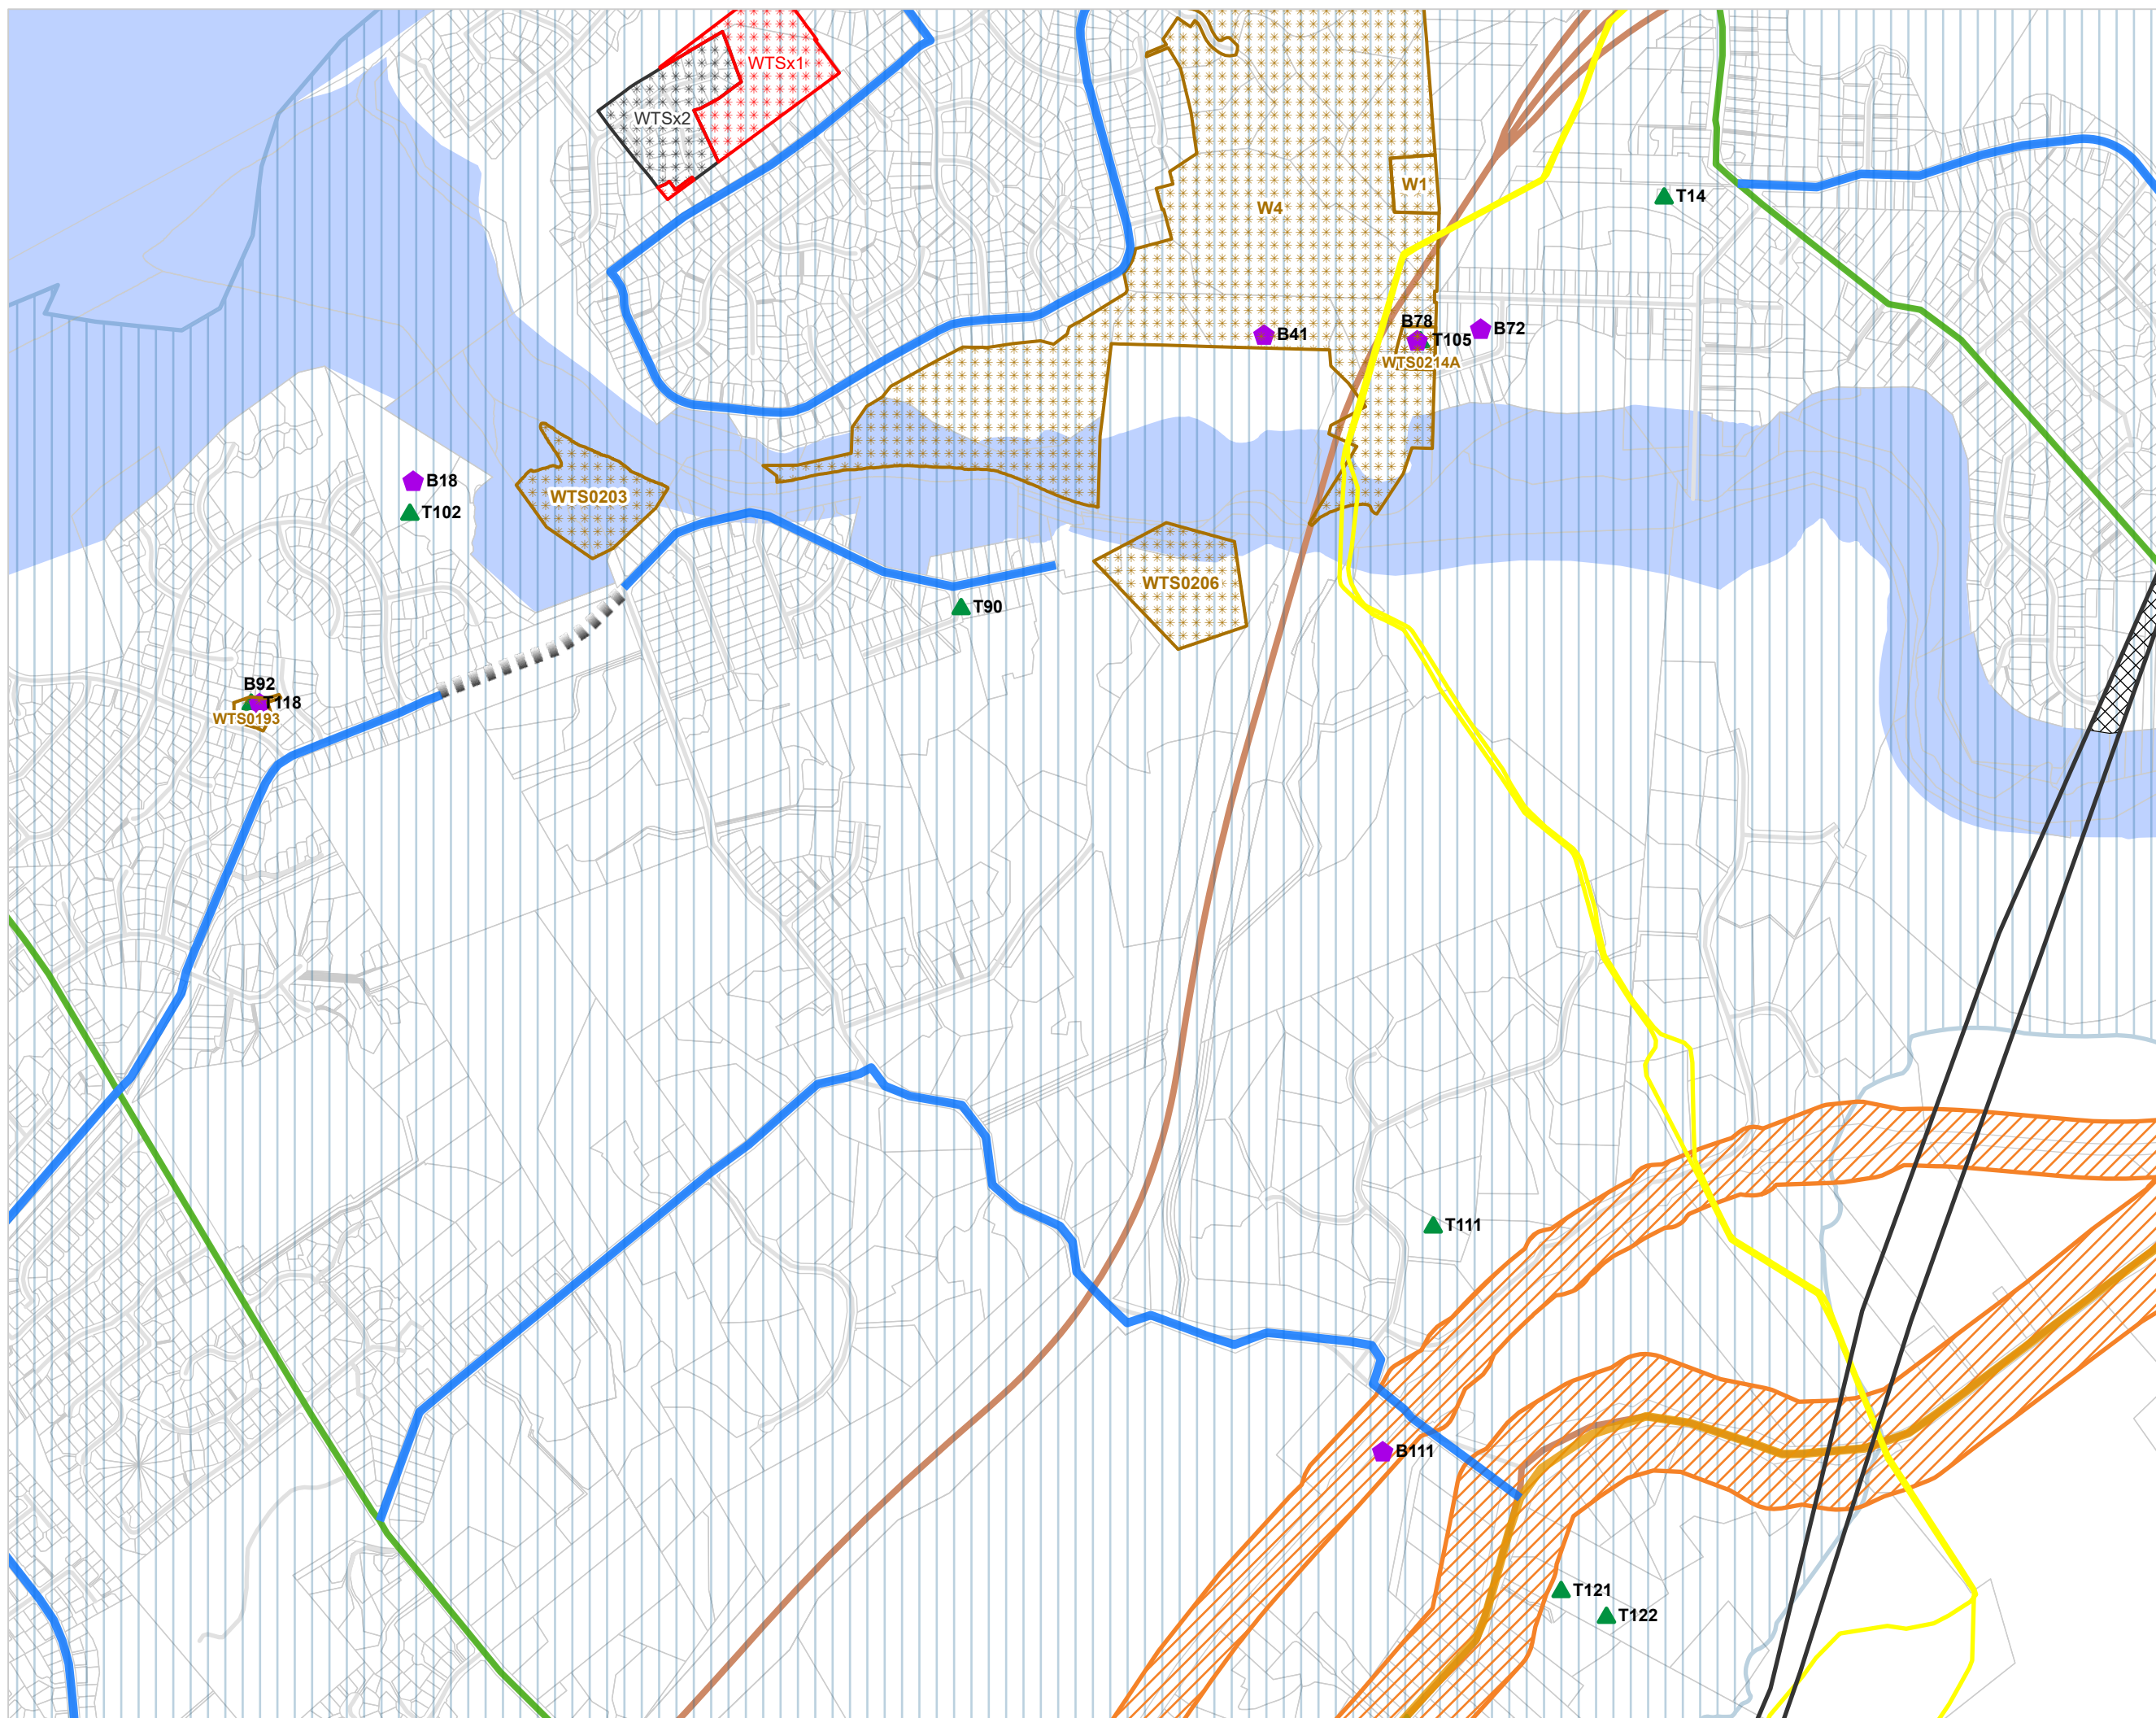 WTSx1
WTSx2
W1
T14
W4
B78
B72
B41
T105
WTS0214A
B18
WTS0203
T102
WTS0206
T90
B92
T118
WTS0193
T111
B111
T121
T122